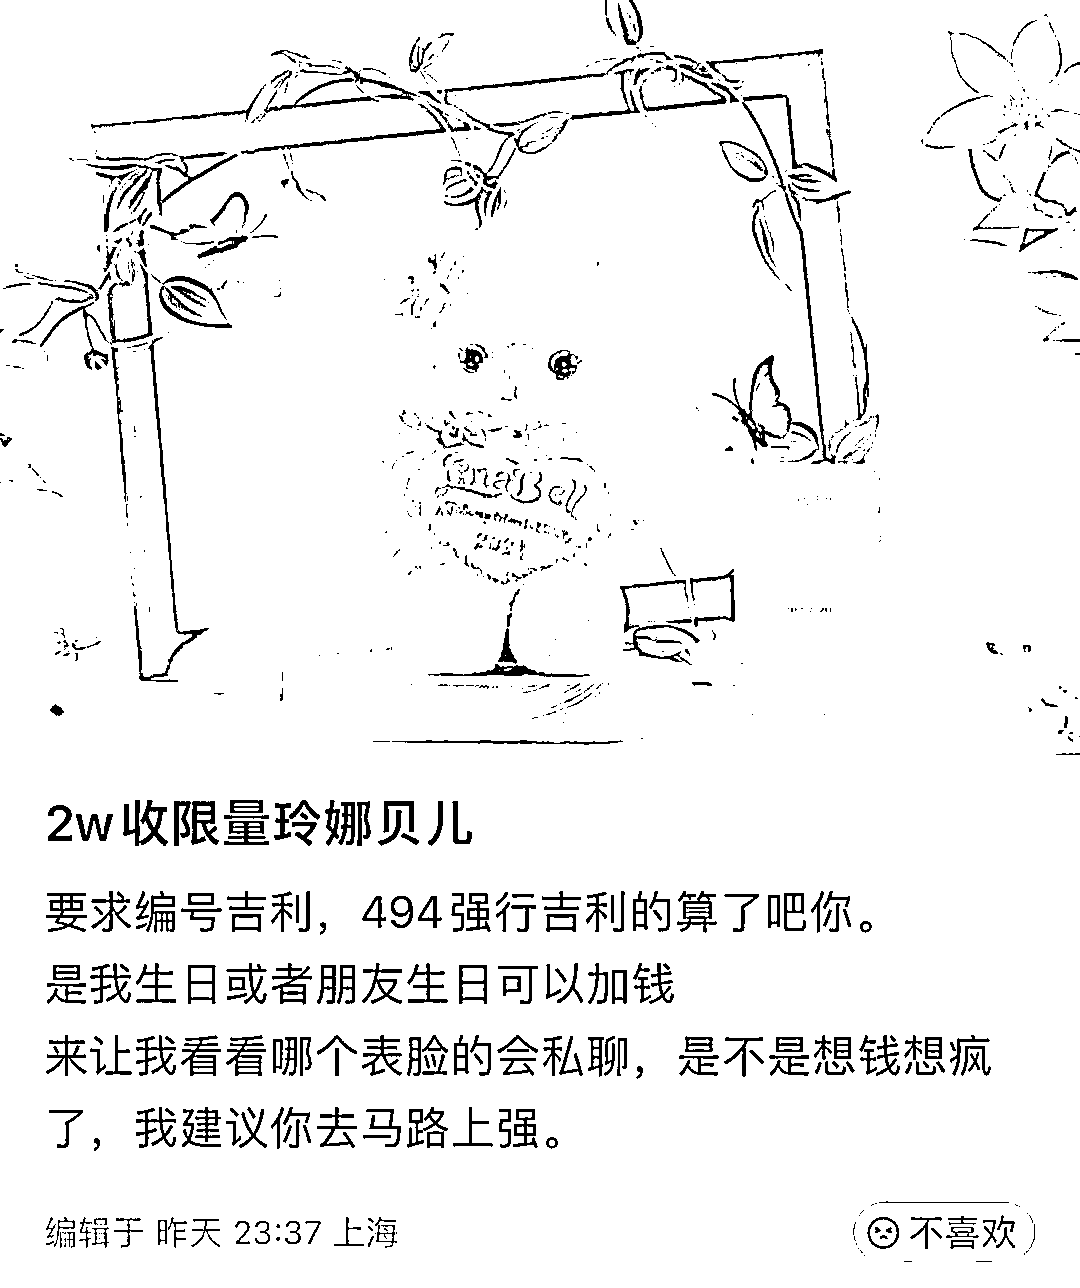 LinaBell
2021
2w收限量玲娜贝儿
要求编号吉利，494强行吉利的算了吧你。
是我生日或者朋友生日可以加钱
来让我看看哪个表脸的会私聊，是不是想钱想疯
了，我建议你去马路上强。
编辑于 昨天 23:37 上海
不喜欢